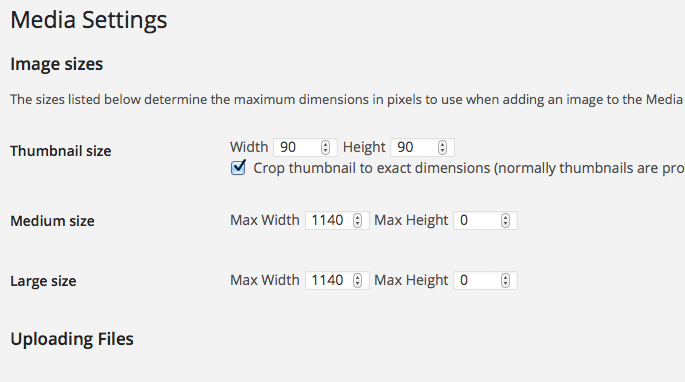 Media Settings
Image sizes
The sizes listed below determine the maximum dimensions in pixels to use when adding an image to the Media
Thumbnail size
Width 90 Height 90
Crop thumbnail to exact dimensions (normally thumbnails are pro
Medium size
Max Width 1140 Max Height 0
Large size
Max Width 1140 Max Height 0
Uploading Files